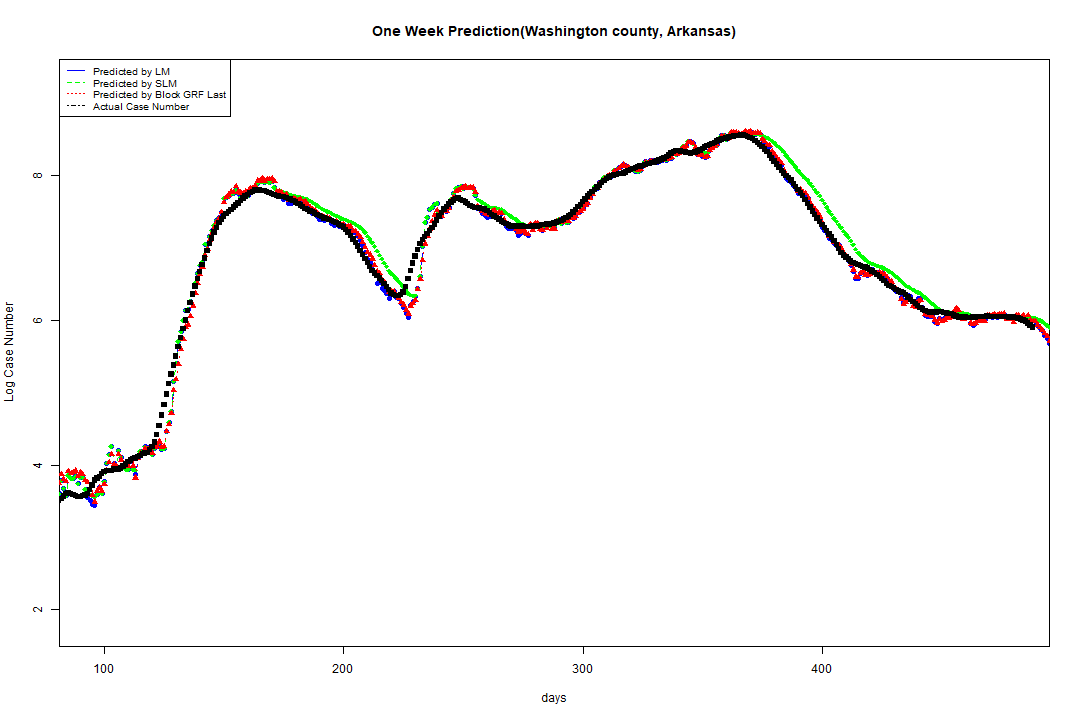 One Week Prediction(Washington county, Arkansas)
Predicted by LM
Predicted by SLM
Predicted by Block GRF Last
Actual Case Number
8
6
4
2
Log Case Number
100 200 300 400
days